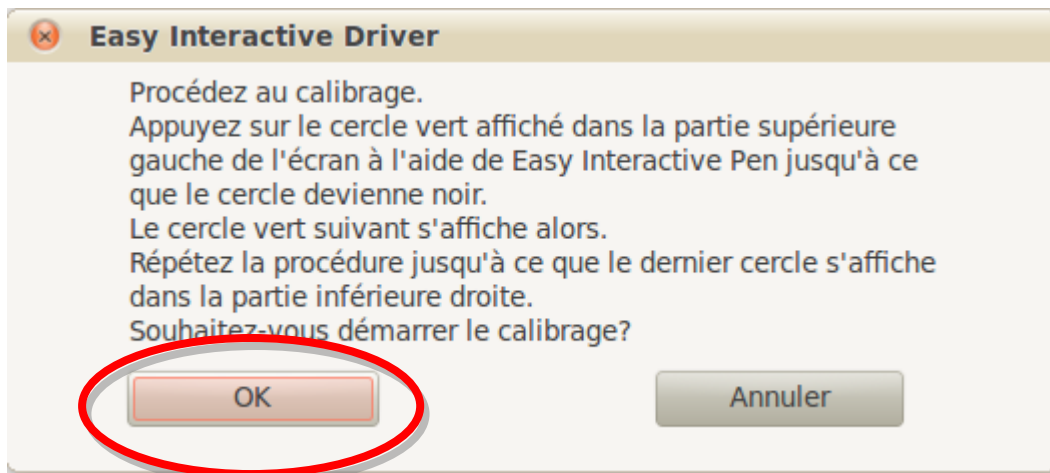 Easy Interactive Driver
Procédez au calibrage.
Appuyez sur le cercle vert affiché dans la partie supérieure
gauche de l'écran à l'aide de Easy Interactive Pen jusqu'à ce
que le cercle devienne noir.
Le cercle vert suivant s'affiche alors.
Répétez la procédure jusqu'à ce que le dernier cercle s'affiche
dans la partie inférieure droite.
Souhaitez-vous démarrer le calibrage?
OK
Annuler